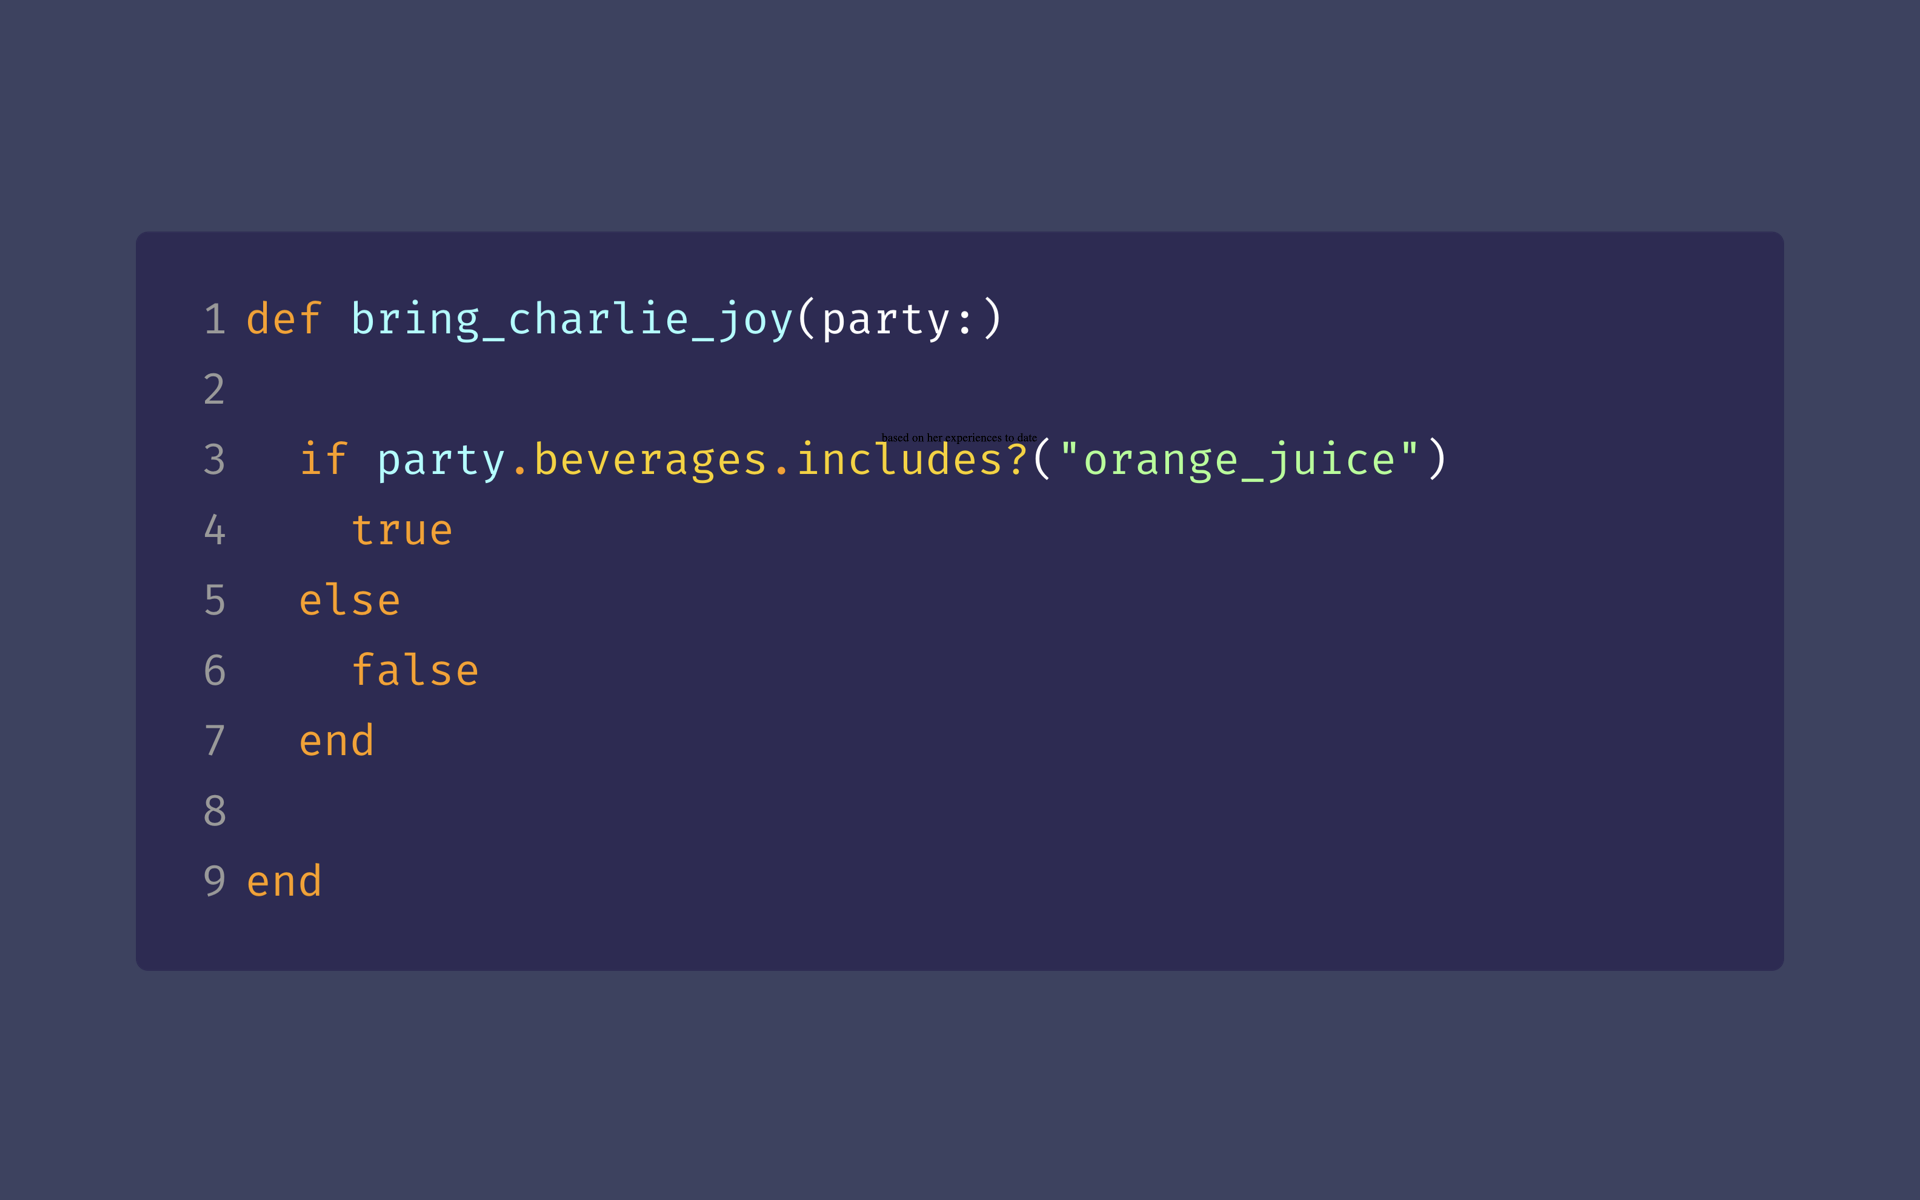 1 def bring_charlie_joy(party:)
2
based on her experiences to date
3   if party.beverages.includes?("orange_juice")
4     true
5   else
6     false
7   end
8
9 end